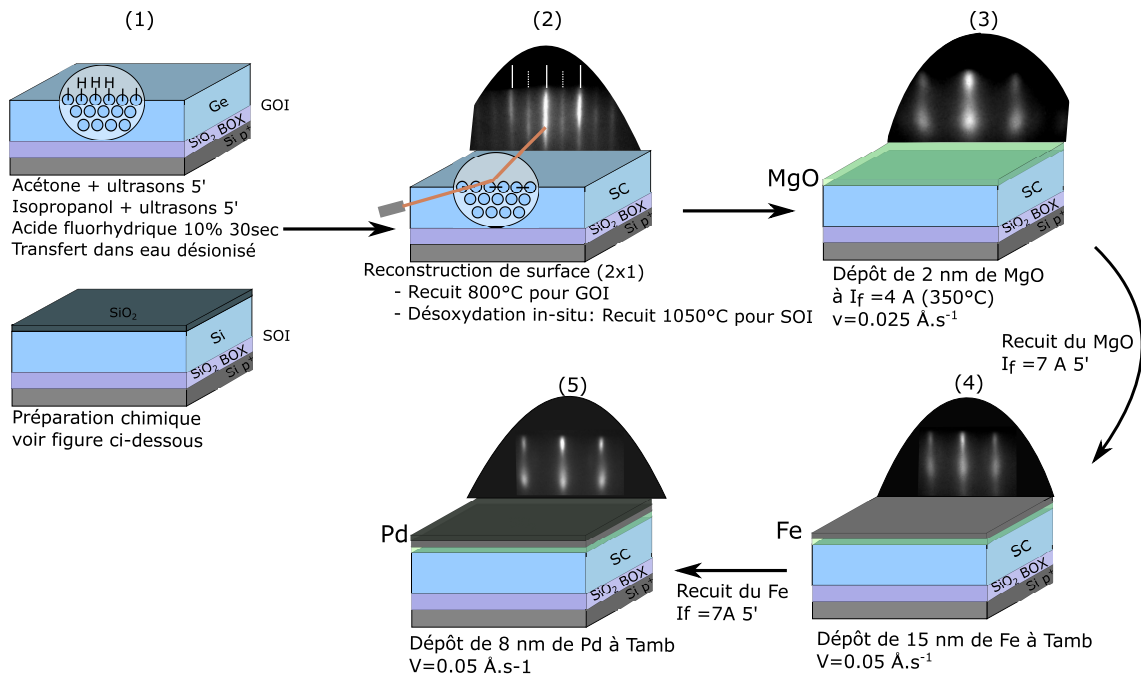 (1)
H H H
Ge
GOI
SiO₂ BOX
Si p⁺
Acétone + ultrasons 5'
Isopropanol + ultrasons 5'
Acide fluorhydrique 10% 30sec
Transfert dans eau désionisé
SiO₂
Si
SOI
SiO₂ BOX
Si p⁺
Préparation chimique
voir figure ci-dessous
(2)
SC
SiO₂ BOX
Si p⁺
Reconstruction de surface (2x1)
- Recuit 800°C pour GOI
- Désoxydation in-situ: Recuit 1050°C pour SOI
(3)
MgO
SC
SiO₂ BOX
Si p⁺
Dépôt de 2 nm de MgO
à I_f =4 A (350°C)
v=0.025 Å.s⁻¹
Recuit du MgO
I_f =7 A 5'
(4)
Fe
SC
SiO₂ BOX
Si p⁺
Dépôt de 15 nm de Fe à Tamb
V=0.05 Å.s⁻¹
Recuit du Fe
If =7A 5'
(5)
Pd
SC
SiO₂ BOX
Si p⁺
Dépôt de 8 nm de Pd à Tamb
V=0.05 Å.s-1